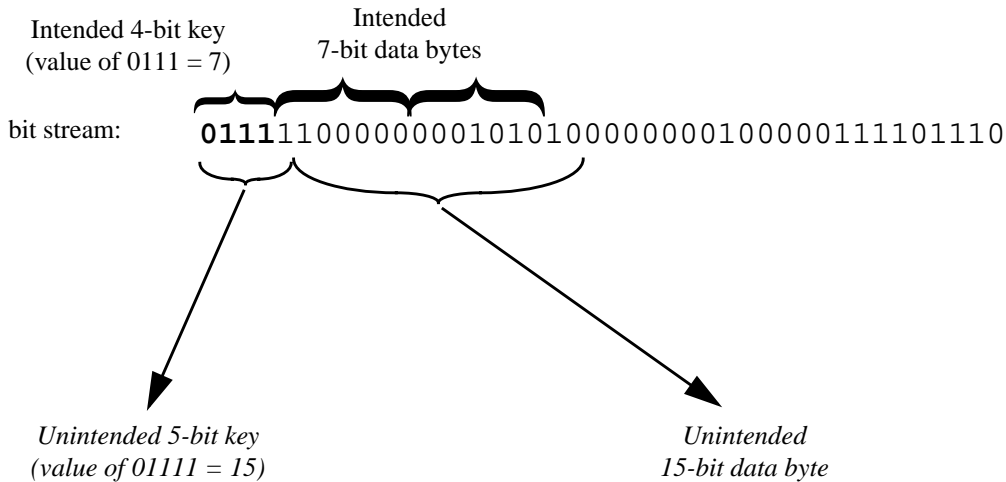 Intended 4-bit key
(value of 0111 = 7)
Intended
7-bit data bytes
bit stream:
011111000000001010100000000100000111101110
Unintended 5-bit key
(value of 01111 = 15)
Unintended
15-bit data byte